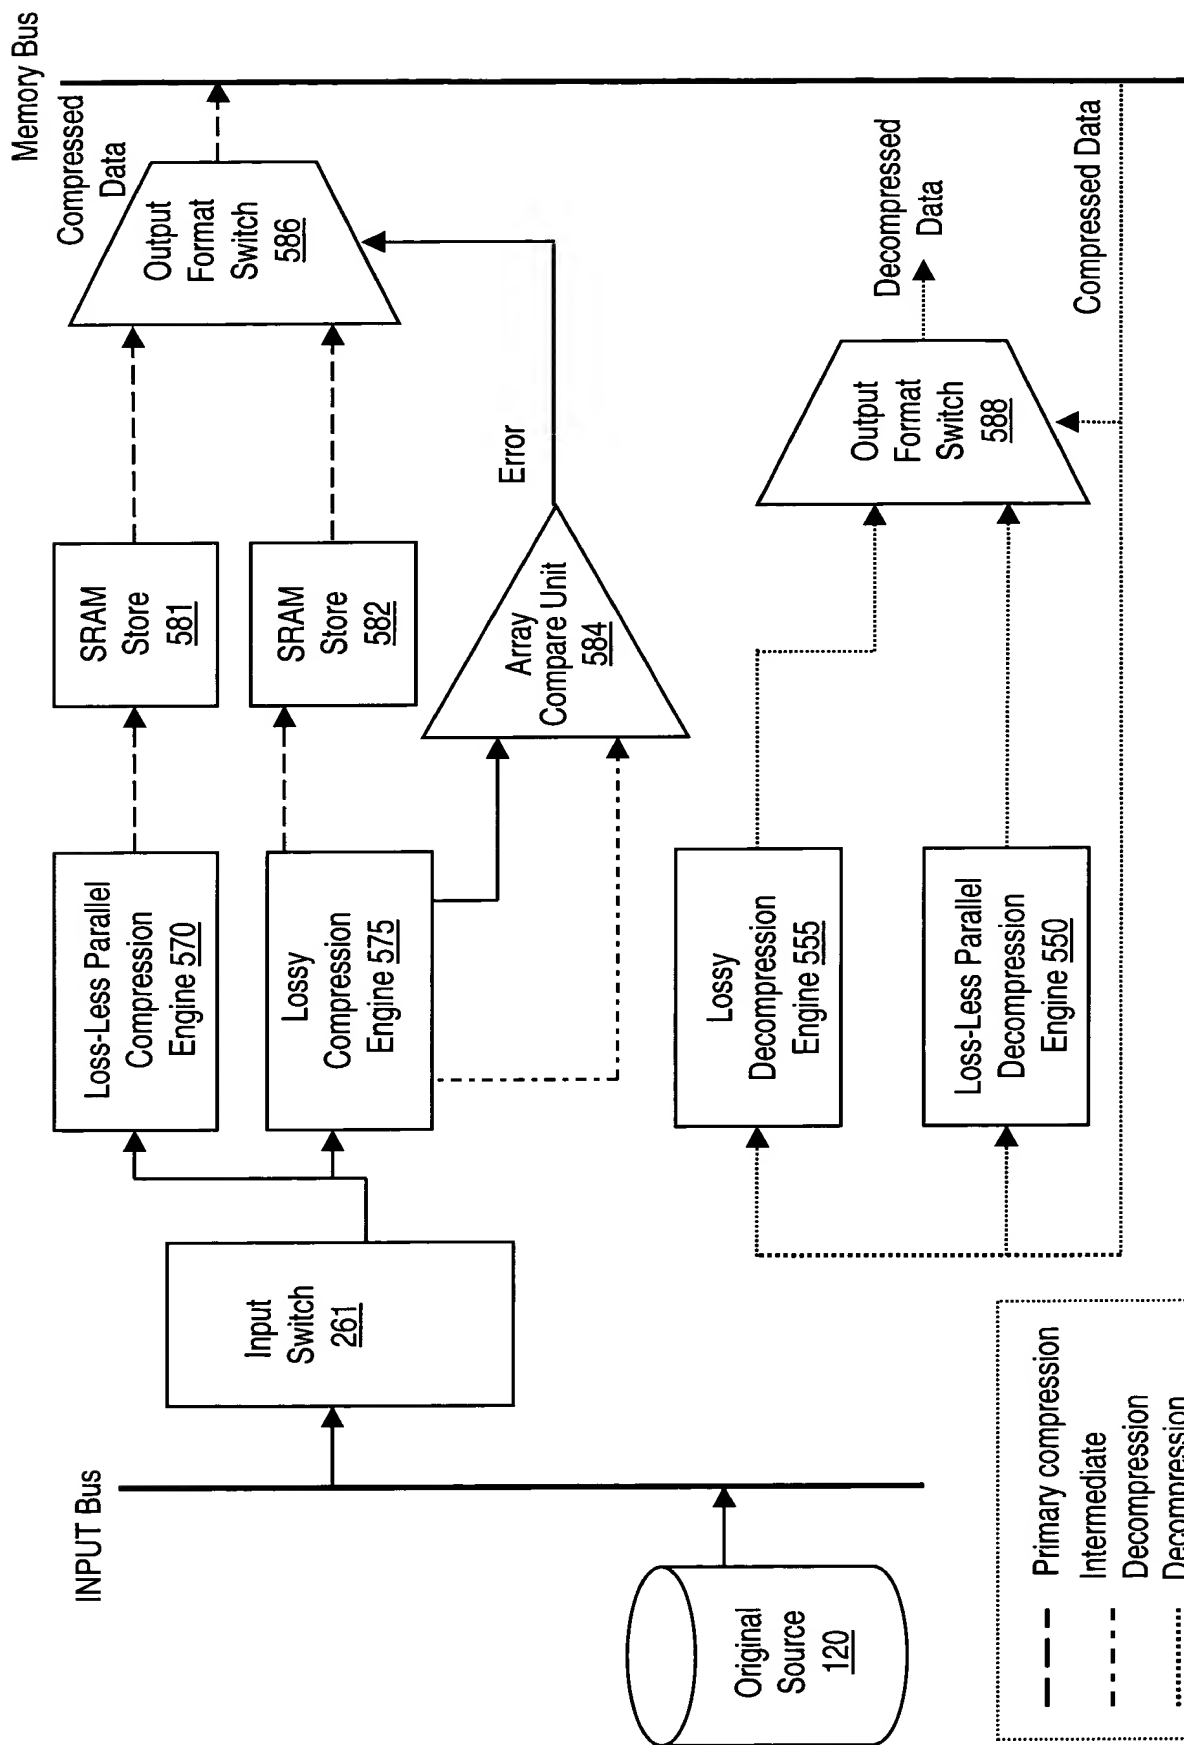 Memory Bus
Compressed
Data
Output
Format
Switch
586
SRAM
Store
581
SRAM
Store
582
Error
Array
Compare Unit
584
Loss-Less Parallel
Compression
Engine 570
Lossy
Compression
Engine 575
Input
Switch
261
INPUT Bus
Original
Source
120
Decompressed
Data
Compressed Data
Output
Format
Switch
588
Lossy
Decompression
Engine 555
Loss-Less Parallel
Decompression
Engine 550
Primary compression
Intermediate
Decompression
Decompression